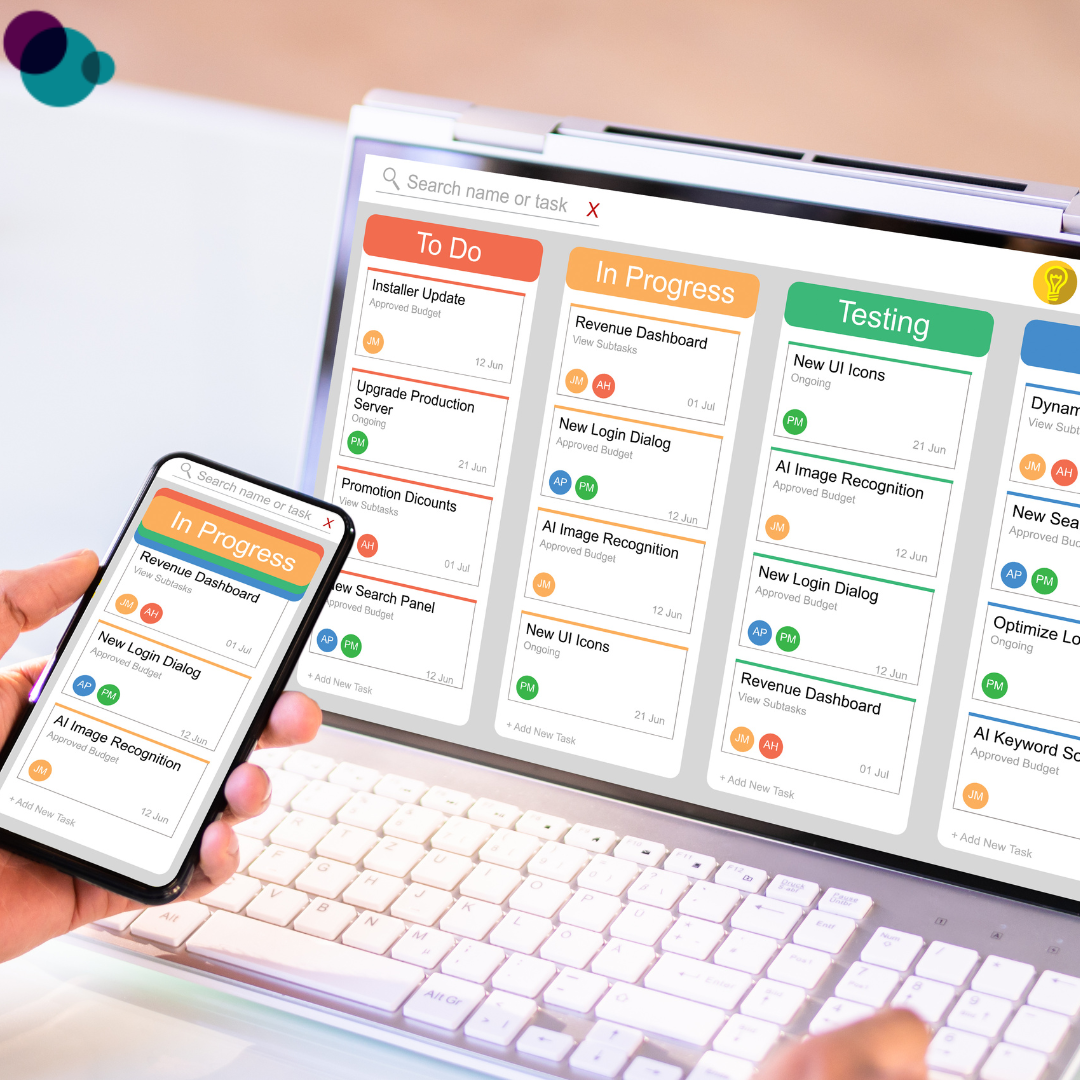 Search name or task X
To Do
Installer Update
Approved Budget
JM
12 Jun
Upgrade Production
Server
Ongoing
PM
21 Jun
Promotion Dicounts
View Subtasks
AH
01 Jul
New Search Panel
Approved Budget
AP PM
12 Jun
+ Add New Task
In Progress
Revenue Dashboard
View Subtasks
JM AH
01 Jul
New Login Dialog
Approved Budget
AP PM
12 Jun
AI Image Recognition
Approved Budget
JM
12 Jun
New UI Icons
Ongoing
PM
21 Jun
+ Add New Task
Testing
New UI Icons
Ongoing
PM
21 Jun
AI Image Recognition
Approved Budget
JM
12 Jun
New Login Dialog
Approved Budget
AP PM
12 Jun
Revenue Dashboard
View Subtasks
JM AH
01 Jul
+ Add New Task
Dynam
View Subt
JM AH
New Sea
Approved Bu
AP PM
Optimize Lo
Ongoing
PM
AI Keyword Sc
Approved Budget
JM
+ Add New Task
Search name or task X
In Progress
Revenue Dashboard
View Subtasks
JM AH
01 Jul
New Login Dialog
Approved Budget
AP PM
12 Jun
AI Image Recognition
Approved Budget
JM
12 Jun
+ Add New Task
R T Z U I O P Ü
F G H J K L Ö Ä
C V B N M
Alt
Alt Gr
Enter
Num
7 8 9
4